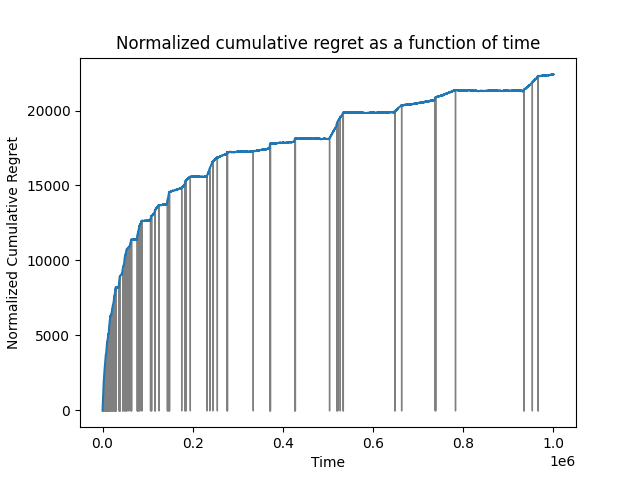 Normalized cumulative regret as a function of time
Normalized Cumulative Regret
20000
15000
10000
5000
0
0.0 0.2 0.4 0.6 0.8 1.0
1e6
Time